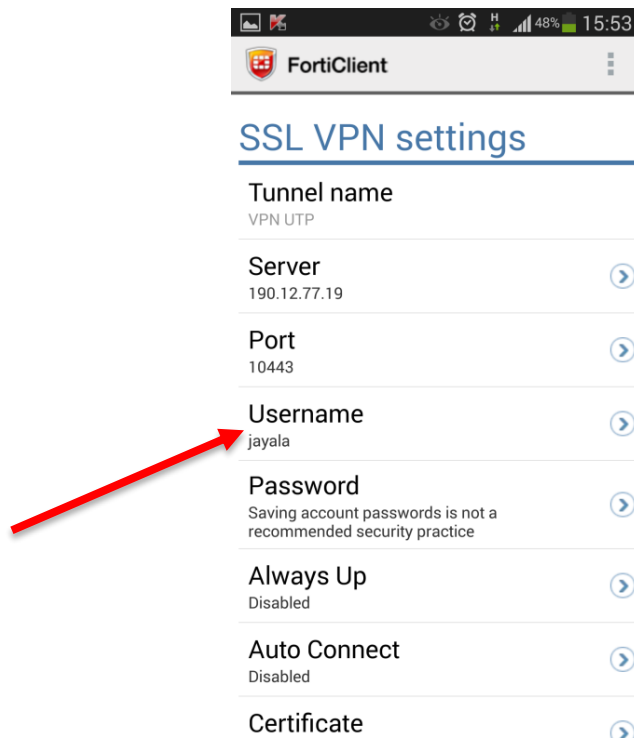 H 48% 15:53
FortiClient
SSL VPN settings
Tunnel name
VPN UTP
Server
190.12.77.19
Port
10443
Username
jayala
Password
Saving account passwords is not a
recommended security practice
Always Up
Disabled
Auto Connect
Disabled
Certificate